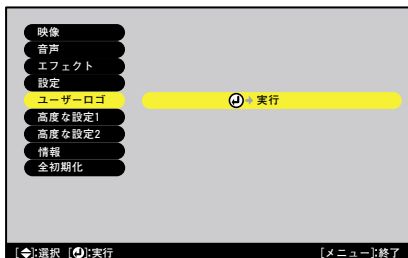 映像
音声
エフェクト
設定
ユーザーロゴ 実行
高度な設定1
高度な設定2
情報
全初期化
[◆]:選択 [⏎]:実行 [メニュー]:終了